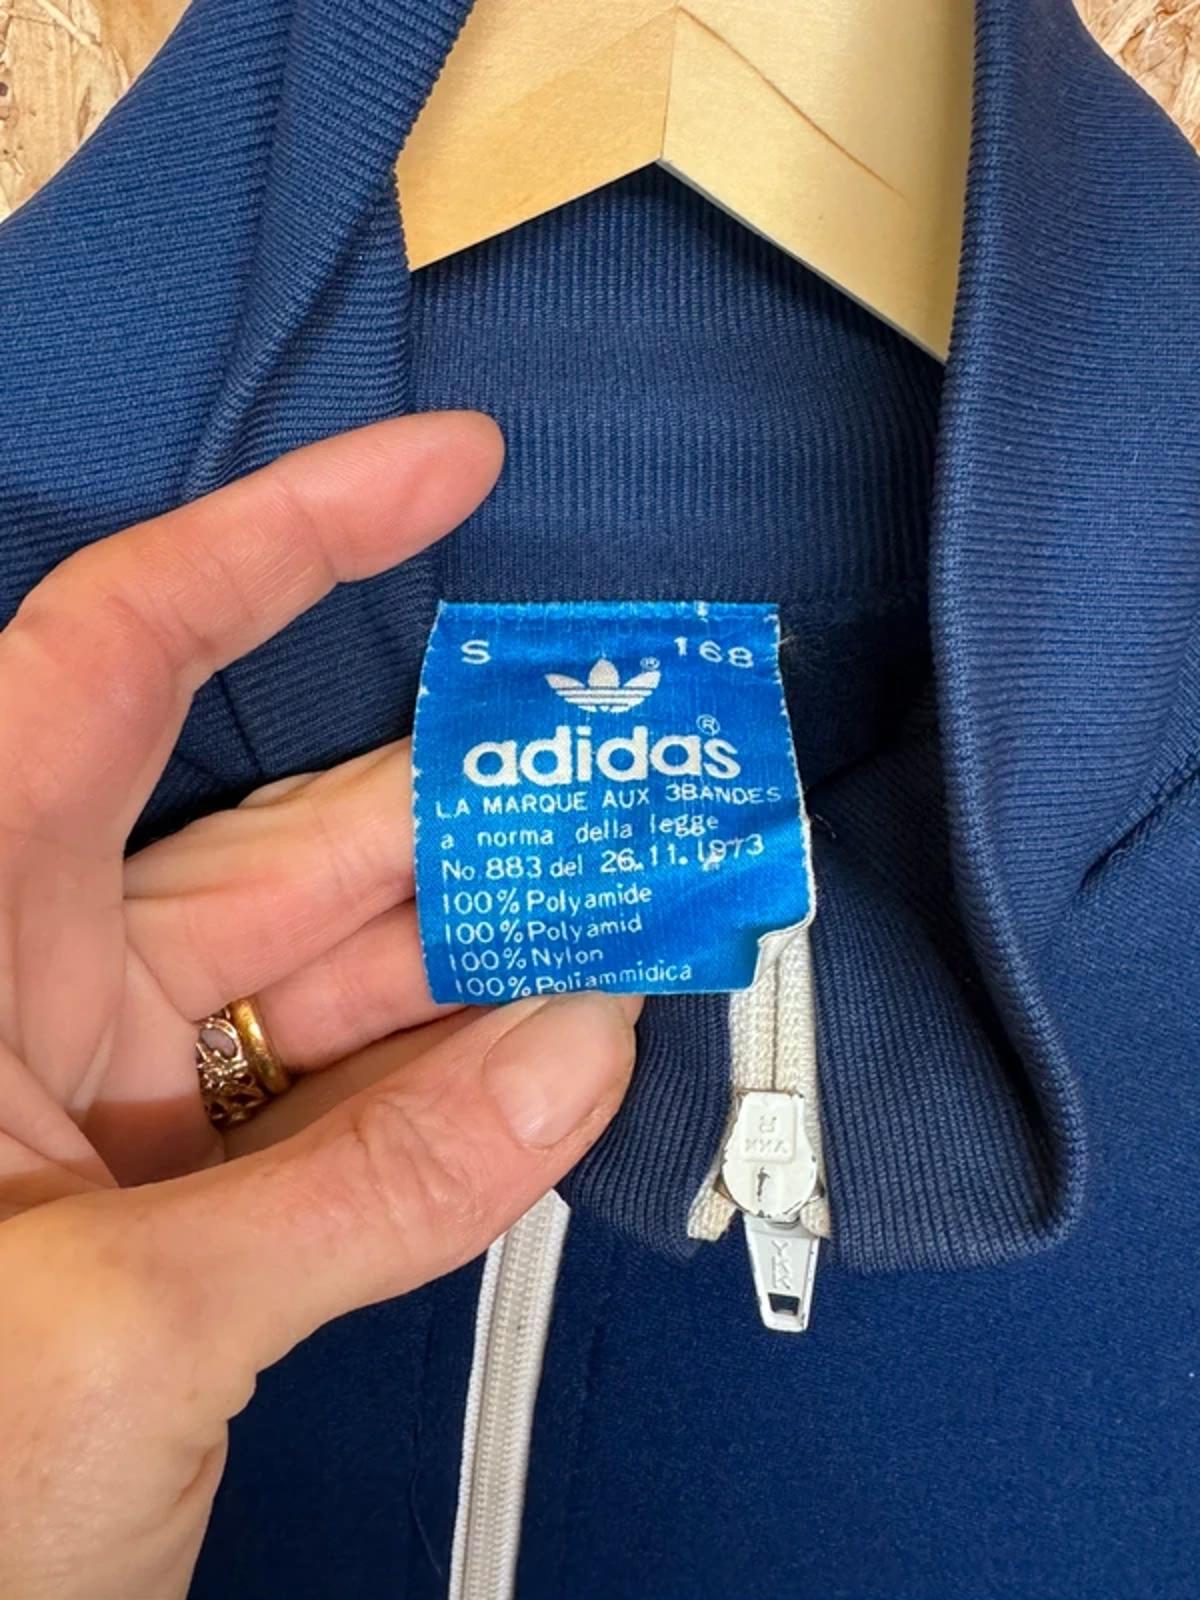 S 168
®
adidas®
LA MARQUE AUX 3BANDES
a norma della legge
No. 883 del 26.11.1973
100% Polyamide
100% Polyamid
100% Nylon
100% Poliammidica
YKK
YKK